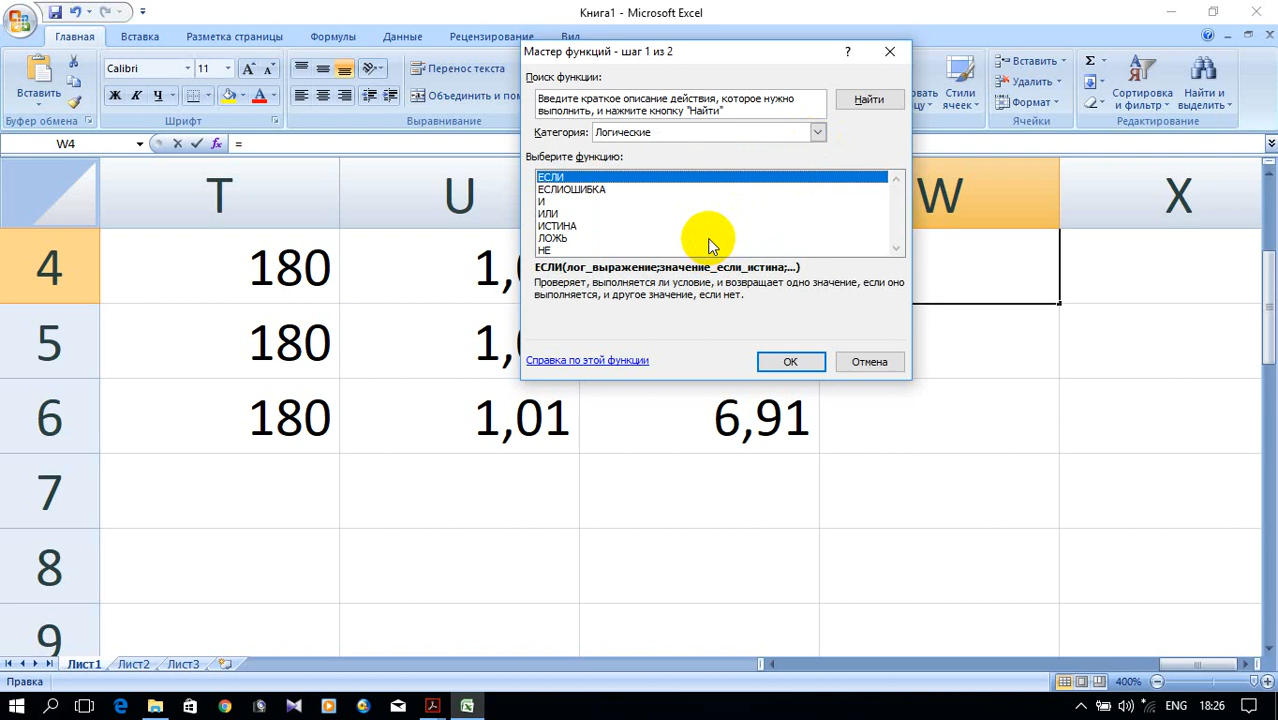 Книга1 - Microsoft Excel
Главная
Вставка
Разметка страницы
Формулы
Данные
Рецензирование
Вставить
Буфер обмена
Calibri
11
Ж К Ч
Шрифт
Перенос текста
Объединить и
Выравнивание
Стили
ячеек
Вставить
Удалить
Формат
Ячейки
Сортировка
и фильтр
Найти и
выделить
Редактирование
Мастер функций - шаг 1 из 2
?
Поиск функции:
Введите краткое описание действия, которое нужно
выполнить, и нажмите кнопку "Найти"
Найти
Категория:
Логические
Выберите функцию:
ЕСЛИ
ЕСЛИОШИБКА
И
ИЛИ
ИСТИНА
ЛОЖЬ
НЕ
ЕСЛИ(лог_выражение;значение_если_истина;...)
Проверяет, выполняется ли условие, и возвращает одно значение, если оно
выполняется, и другое значение, если нет.
Справка по этой функции
ОК
Отмена
W4
fx
=
T
U
W
X
4
180
5
180
6
180
1,01
6,91
7
8
9
Лист1
Лист2
Лист3
Правка
400%
ENG
18:26